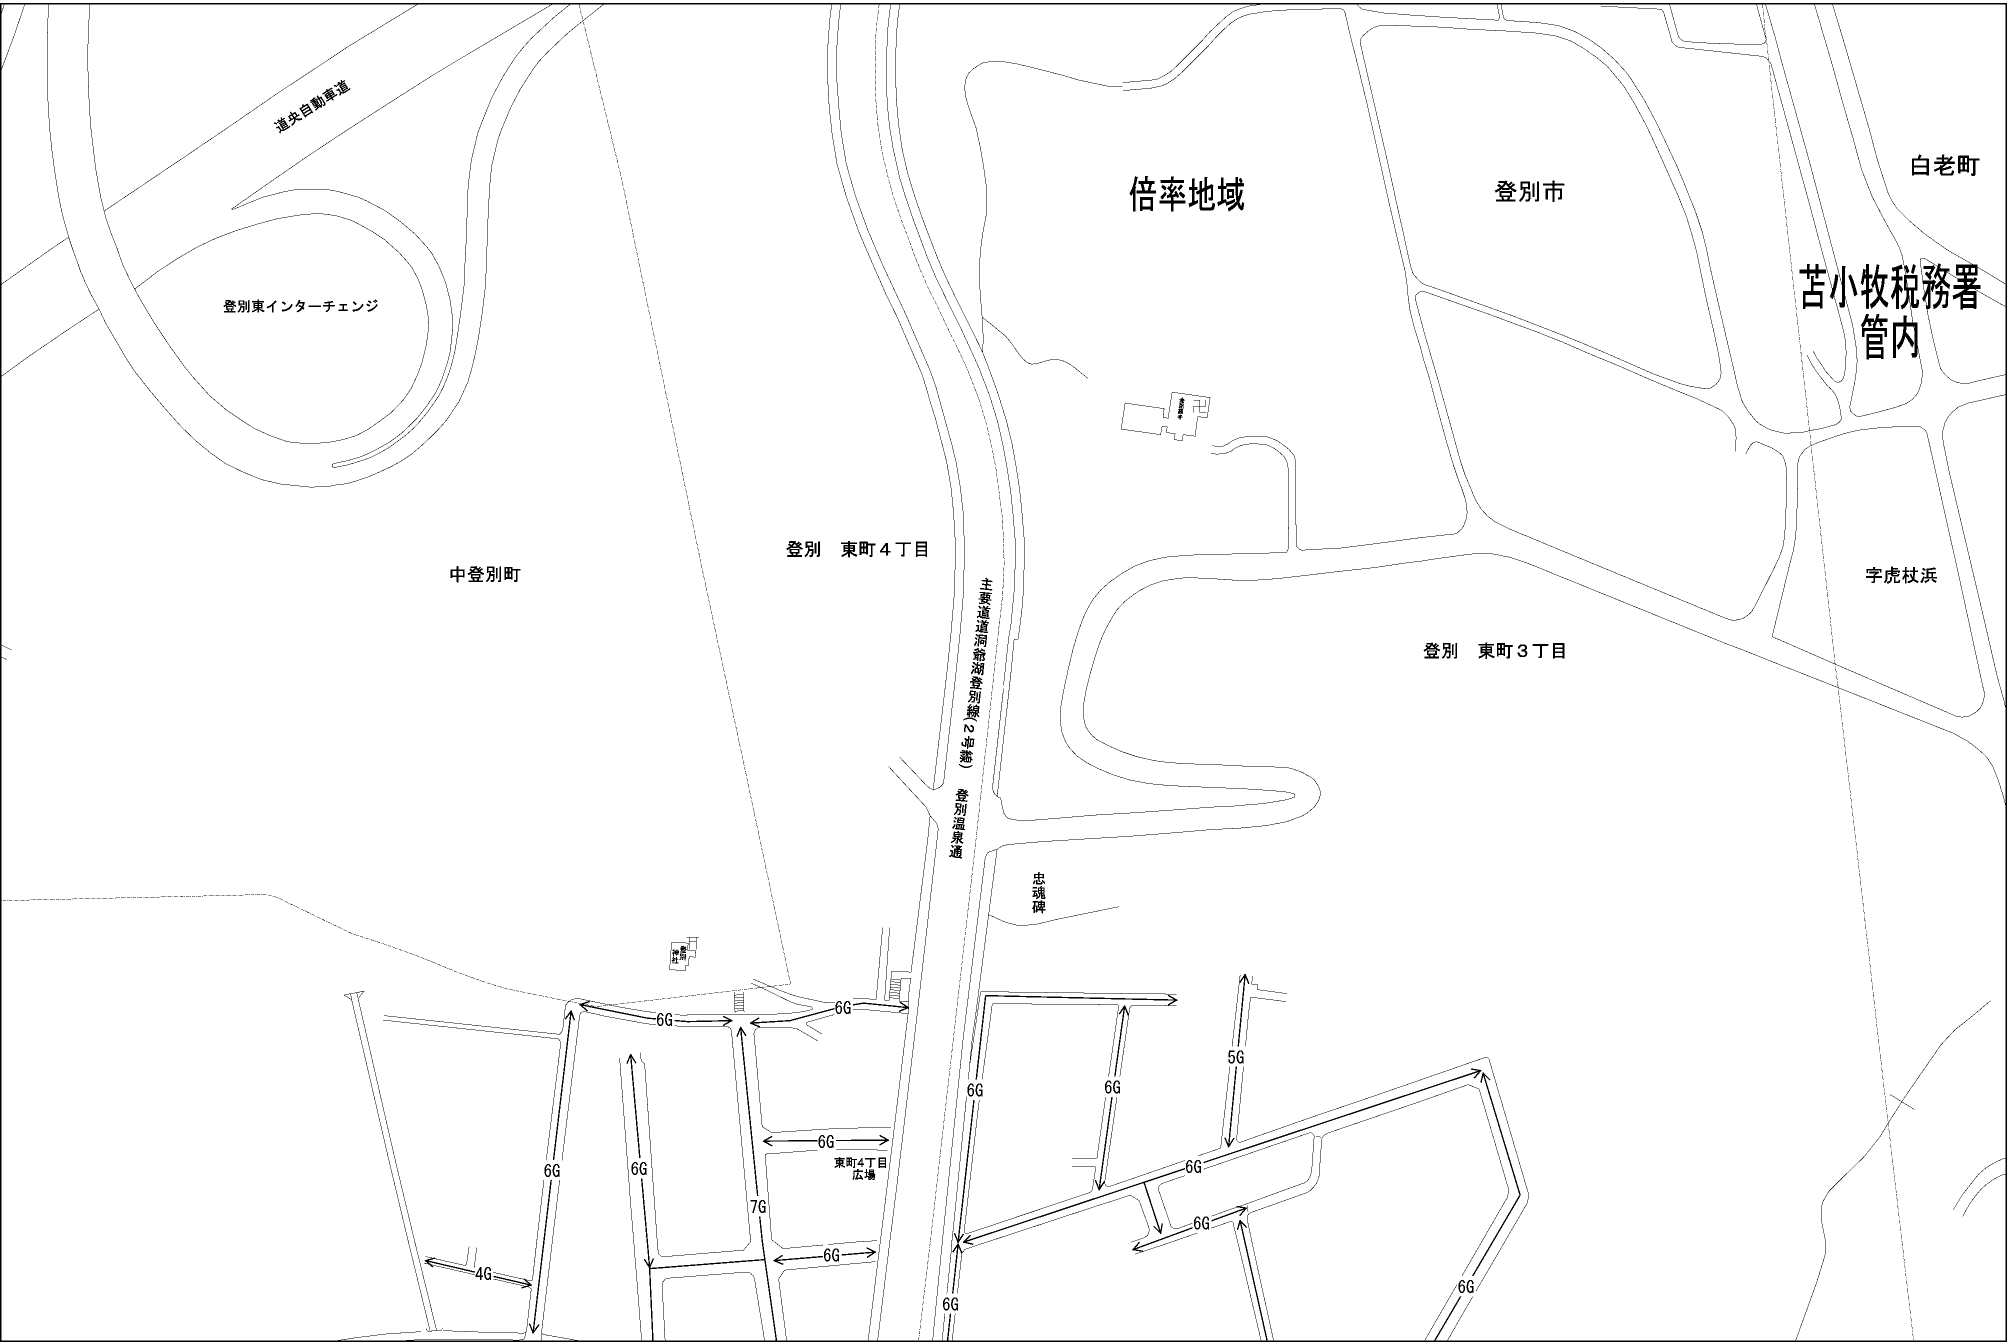 道央自動車道
白老町
倍率地域
登別市
苫小牧税務署
管内
登別東インターチェンジ
登別　東町４丁目
中登別町
字虎杖浜
主要道道洞爺湖登別線(２号線)　登別温泉通
登別　東町３丁目
忠魂碑
登別
神社
6G
6G
5G
6G
6G
6G
東町4丁目
広場
6G
6G
6G
7G
6G
6G
4G
6G
6G